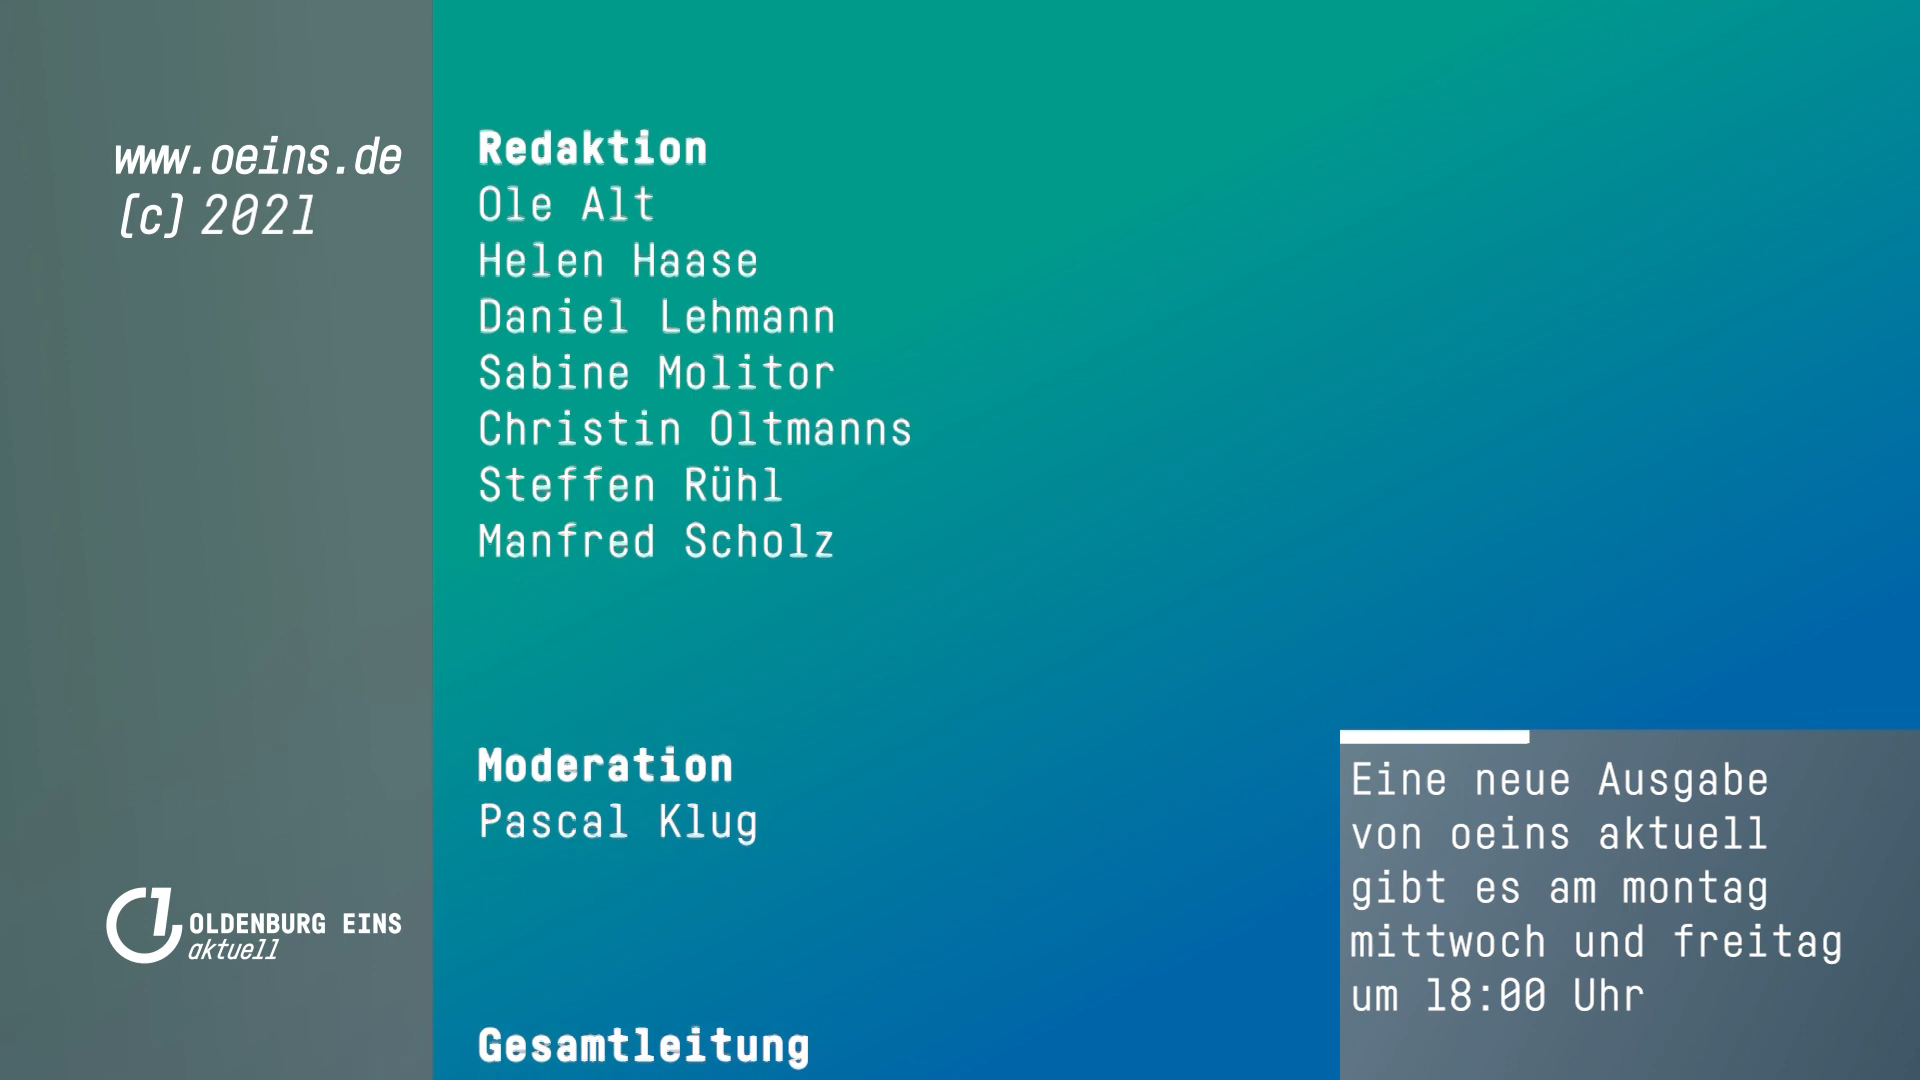 www.oeins.de
(c) 2021
OLDENBURG EINS
aktuell
Redaktion
Ole Alt
Helen Haase
Daniel Lehmann
Sabine Molitor
Christin Oltmanns
Steffen Rühl
Manfred Scholz
Moderation
Pascal Klug
Gesamtleitung
Eine neue Ausgabe
von oeins aktuell
gibt es am montag
mittwoch und freitag
um 18:00 Uhr